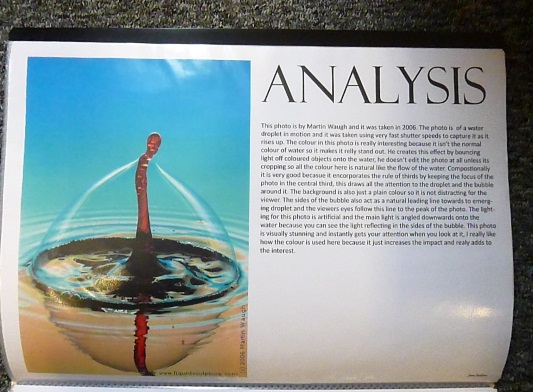 ANALYSIS
This photo is by Martin Waugh and it was taken in 2006. The photo is of a water
droplet in motion and it was taken using very fast shutter speeds to capture it as it
rises up. The colour in this photo is really interesting because it isn't the normal
colour of water so it makes it relly stand out. He creates this effect by bouncing
light off coloured objects onto the water, he doesn't edit the photo at all unless its
cropping so all the colour here is natural like the flow of the water. Compostionally
it is very good becasue it encorporates the rule of thirds by keeping the focus of the
photo in the central third, this draws all the attention to the droplet and the bubble
around it. The background is also just a plain colour so it is not distracting for the
viewer. The sides of the bubble also act as a natural leading line towards to emerg-
ing droplet and the viewers eyes follow this line to the peak of the photo. The light-
ing for this photo is artificial and the main light is angled downwards onto the
water because you can see the light reflecting in the sides of the bubble. This photo
is visually stunning and instantly gets your attention when you look at it, I really like
how the colour is used here because it just increases the impact and realy adds to
the interest.
www.liquidsculpture.com
(c) 2006 Martin Waugh